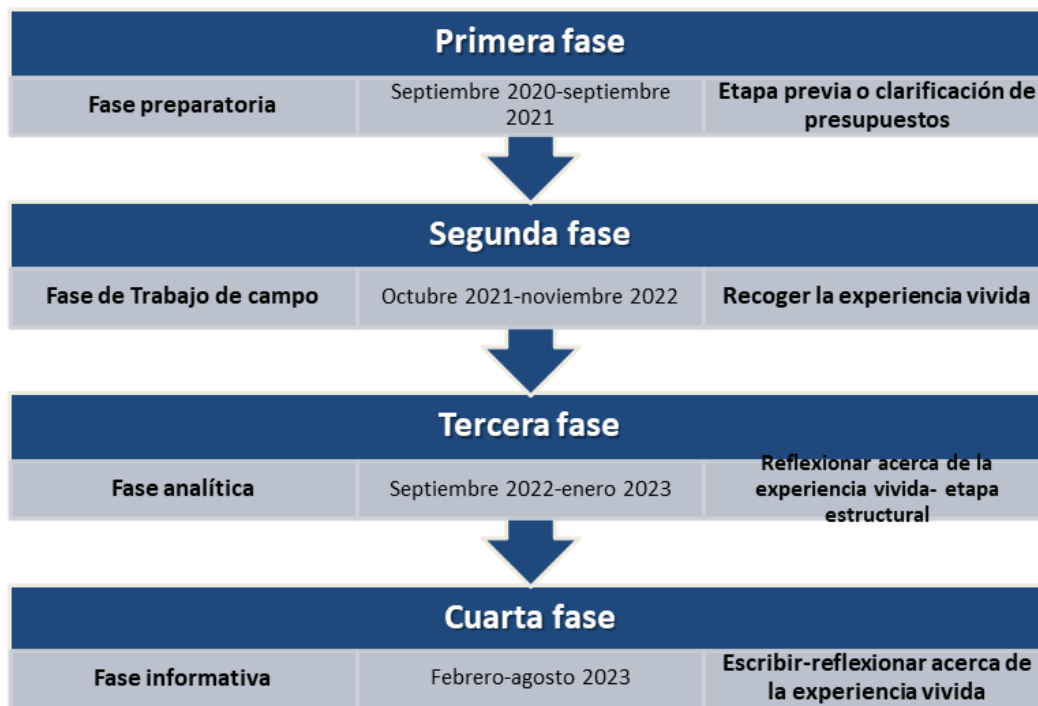 Primera fase
Fase preparatoria
Septiembre 2020-septiembre
2021
Etapa previa o clarificación de
presupuestos
Segunda fase
Fase de Trabajo de campo
Octubre 2021-noviembre 2022
Recoger la experiencia vivida
Tercera fase
Fase analítica
Septiembre 2022-enero 2023
Reflexionar acerca de la
experiencia vivida- etapa
estructural
Cuarta fase
Fase informativa
Febrero-agosto 2023
Escribir-reflexionar acerca de
la experiencia vivida